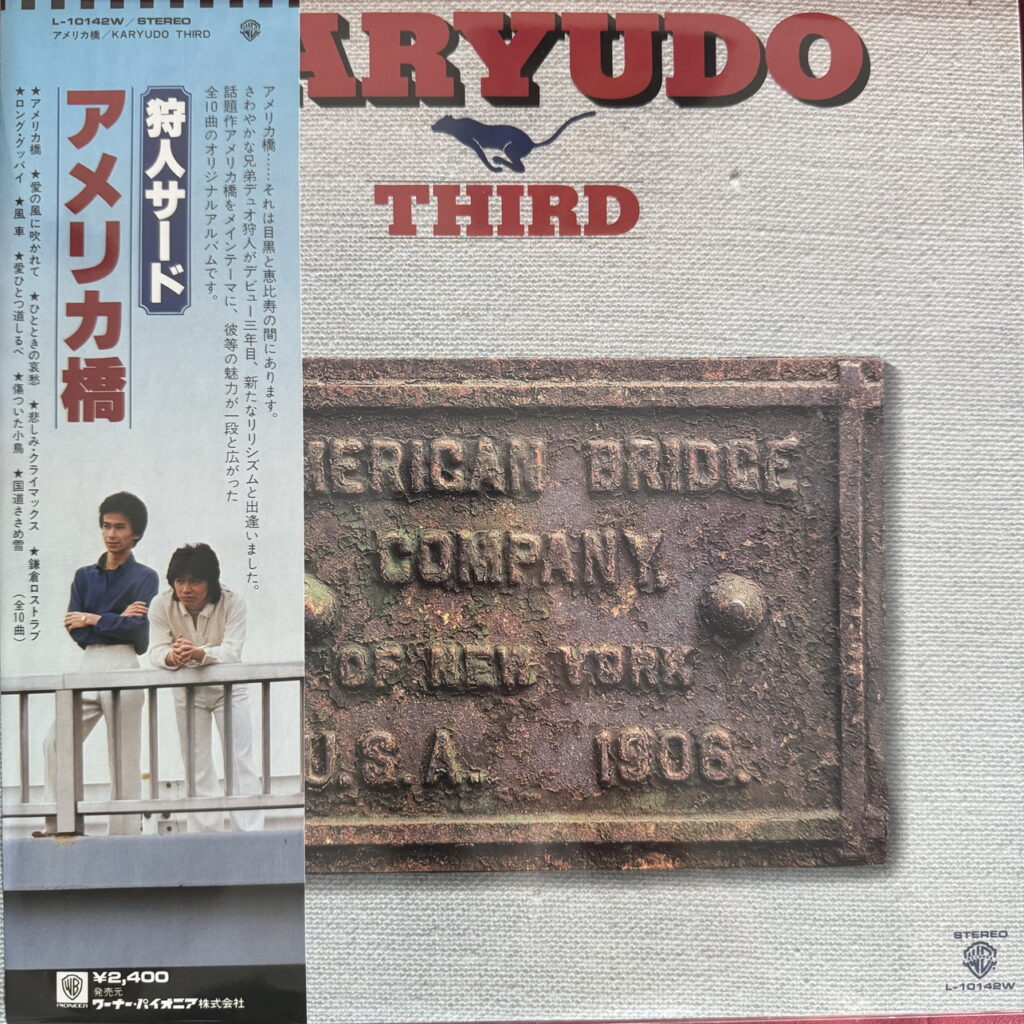 L-10142W/STEREO
アメリカ橋/KARYUDO THIRD
狩人サード
アメリカ橋
アメリカ橋……それは目黒と恵比寿の間にあります。
さわやかな兄弟デュオ狩人がデビュー三年目、新たなリリシズムと出逢いました。
話題作アメリカ橋をメインテーマに、彼等の魅力が一段と広がった
全10曲のオリジナルアルバムです。
★アメリカ橋 ★愛の風に吹かれて ★ひとときの哀愁 ★悲しみ・クライマックス ★鎌倉ロストラブ
★ロング・グッバイ ★風車 ★愛ひとつ道しるべ ★傷ついた小鳥 ★国道ささめ雪 (全10曲)
WB
PIONEER
¥2,400
発売元
ワーナー・パイオニア株式会社
ARYUDO
THIRD
MERICAN BRIDGE
COMPANY.
OF NEW YORK
U.S.A. 1906.
STEREO
L-10142W